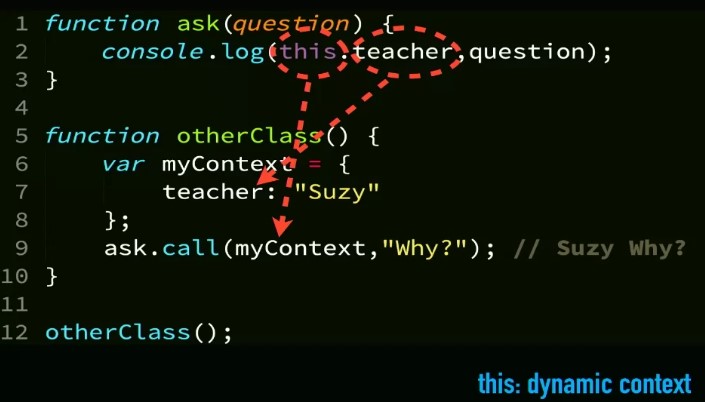 1 function ask(question) {
2 console.log(this.teacher,question);
3 }
4
5 function otherClass() {
6 var myContext = {
7 teacher: "Suzy"
8 };
9 ask.call(myContext,"Why?"); // Suzy Why?
10 }
11
12 otherClass();
this: dynamic context